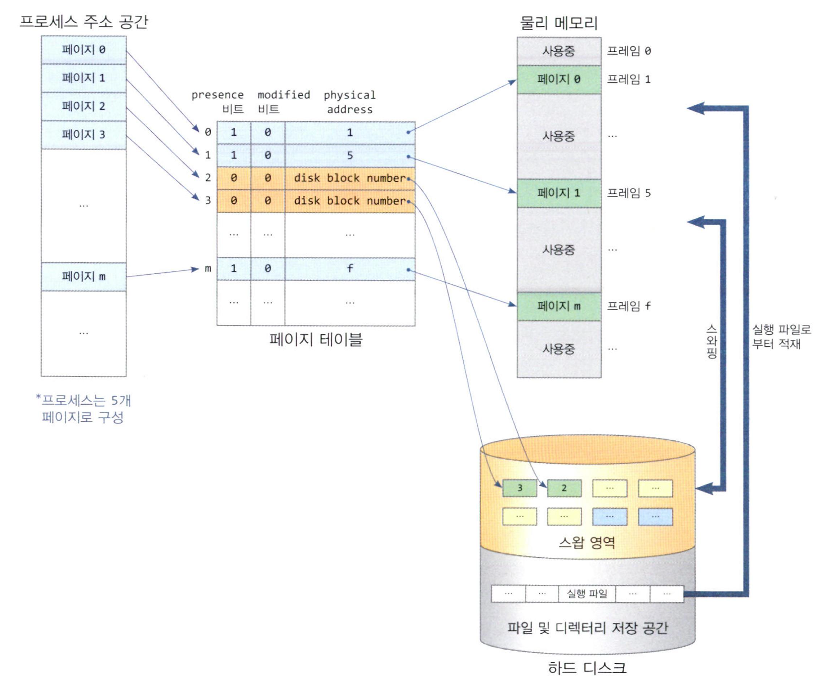 프로세스 주소 공간
페이지 0
페이지 1
페이지 2
페이지 3
...
페이지 m
...
*프로세스는 5개
페이지로 구성
presence 비트
modified 비트
physical address
0 1 0 1
1 1 0 5
2 0 0 disk block number
3 0 0 disk block number
... ...
m 1 0 f
... ...
페이지 테이블
물리 메모리
사용중 프레임 0
페이지 0 프레임 1
사용중 ...
페이지 1 프레임 5
사용중 ...
페이지 m 프레임 f
사용중 ...
스와핑
실행 파일로
부터 적재
3 2 ... ...
... ... ... ...
스왑 영역
... ... 실행 파일 ... ...
파일 및 디렉터리 저장 공간
하드 디스크